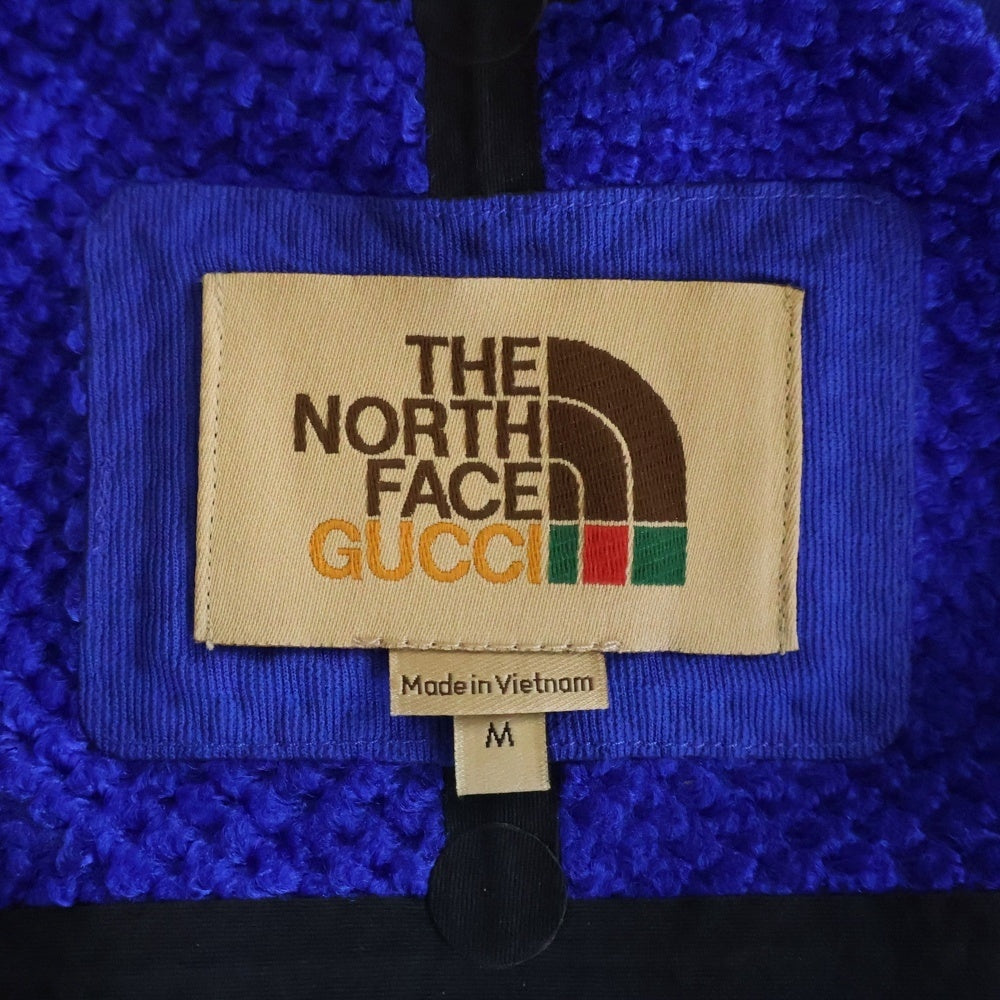 THE
NORTH
FACE
GUCCI
Made in Vietnam
M